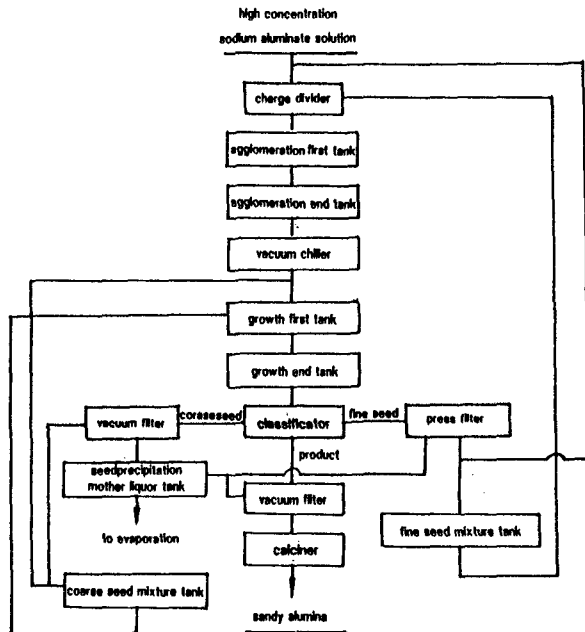 high concentration
sodium aluminate solution
charge divider
agglomeration first tank
agglomeration end tank
vacuum chiller
growth first tank
growth end tank
vacuum filter
coraseseed
classificator
fine seed
press filter
product
seedprecipitation
mother liquor tank
vacuum filter
fine seed mixture tank
to evaporation
calciner
coarse seed mixture tank
sandy alumina